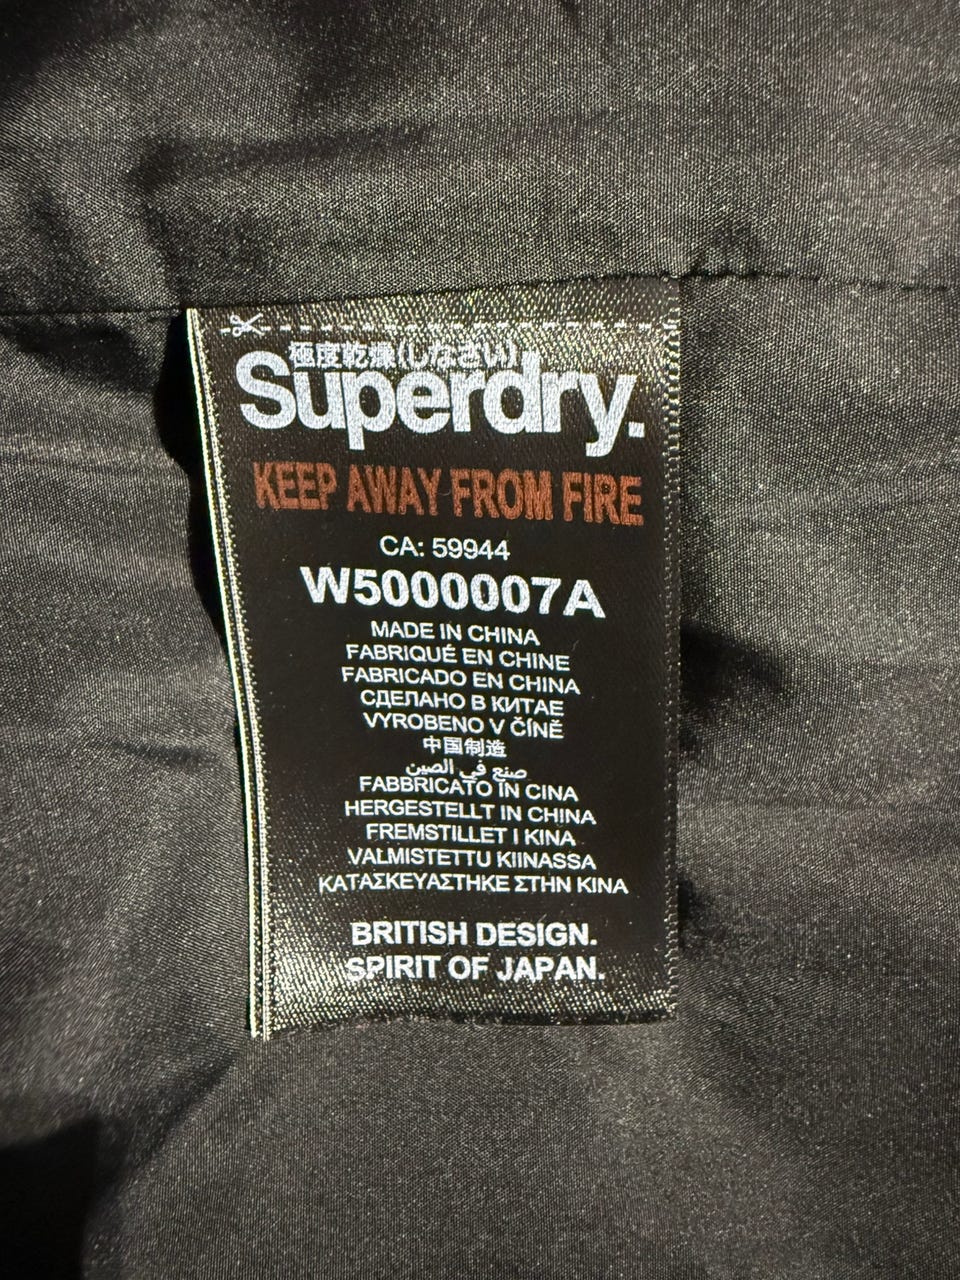 極度乾燥(しなさい)
Superdry.
KEEP AWAY FROM FIRE
CA: 59944
W5000007A
MADE IN CHINA
FABRIQUÉ EN CHINE
FABRICADO EN CHINA
СДЕЛАНО В КИТАЕ
VYROBENO V ČÍNĚ
中国制造
صنع في الصين
FABBRICATO IN CINA
HERGESTELLT IN CHINA
FREMSTILLET I KINA
VALMISTETTU KIINASSA
ΚΑΤΑΣΚΕΥΑΣΤΗΚΕ ΣΤΗΝ ΚΙΝΑ
BRITISH DESIGN.
SPIRIT OF JAPAN.